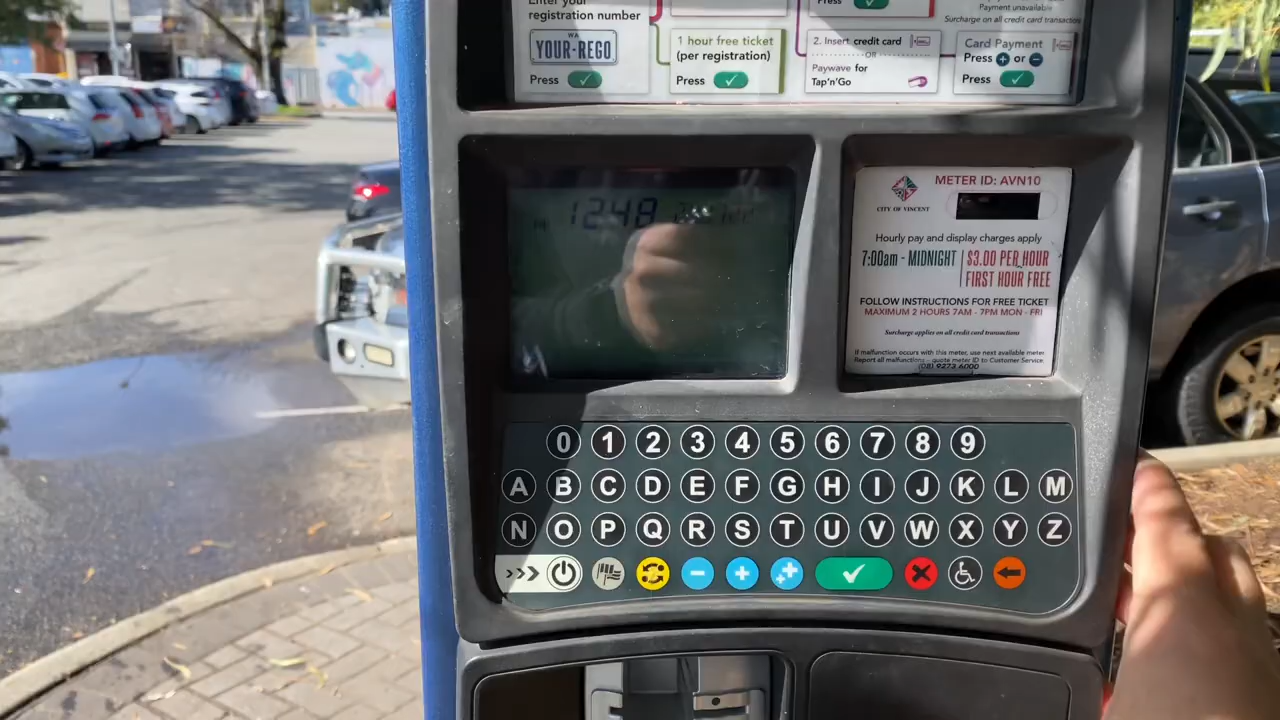 Enter your
registration number
WA
YOUR-REGO
Press
1 hour free ticket
(per registration)
Press
Press
2. Insert credit card
OR
Paywave for
Tap'n'Go
Payment unavailable
Surcharge on all credit card transaction
Card Payment
Press + or -
Press
12:48
METER ID: AVN10
CITY OF VINCENT
Hourly pay and display charges apply
7:00am - MIDNIGHT
$3.00 PER HOUR
FIRST HOUR FREE
FOLLOW INSTRUCTIONS FOR FREE TICKET
MAXIMUM 2 HOURS 7AM - 7PM MON - FRI
Surcharge applies on all credit card transactions
If malfunction occurs with this meter, use next available meter
Report all malfunctions - quote meter ID to Customer Service.
(08) 9273 6000
0 1 2 3 4 5 6 7 8 9
A B C D E F G H I J K L M
N O P Q R S T U V W X Y Z
>>> - +